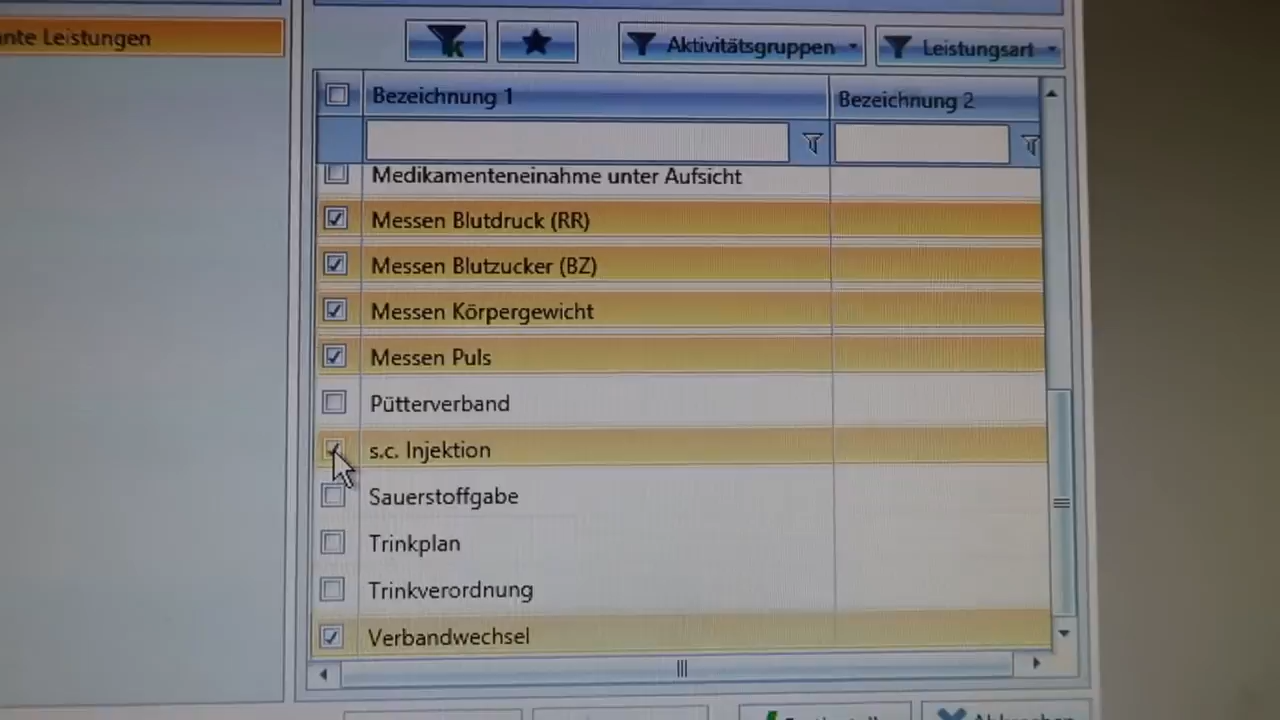 nte Leistungen
Aktivitätsgruppen
Leistungsart
Bezeichnung 1
Bezeichnung 2
Medikamenteneinahme unter Aufsicht
Messen Blutdruck (RR)
Messen Blutzucker (BZ)
Messen Körpergewicht
Messen Puls
Pütterverband
s.c. Injektion
Sauerstoffgabe
Trinkplan
Trinkverordnung
Verbandwechsel
Abbrechen